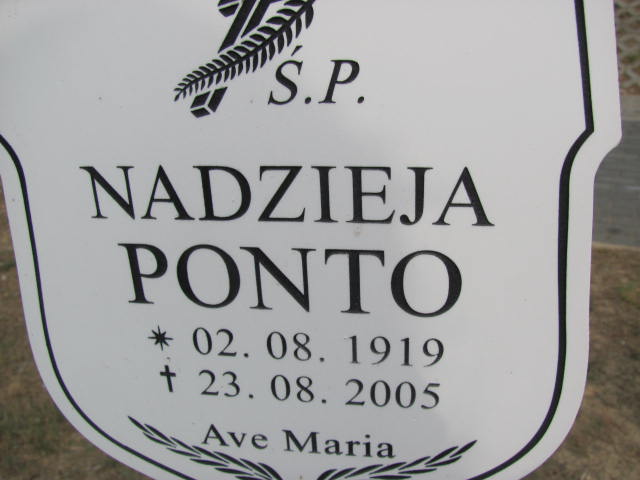 Ś.P.
NADZIEJA
PONTO
* 02. 08. 1919
† 23. 08. 2005
Ave Maria